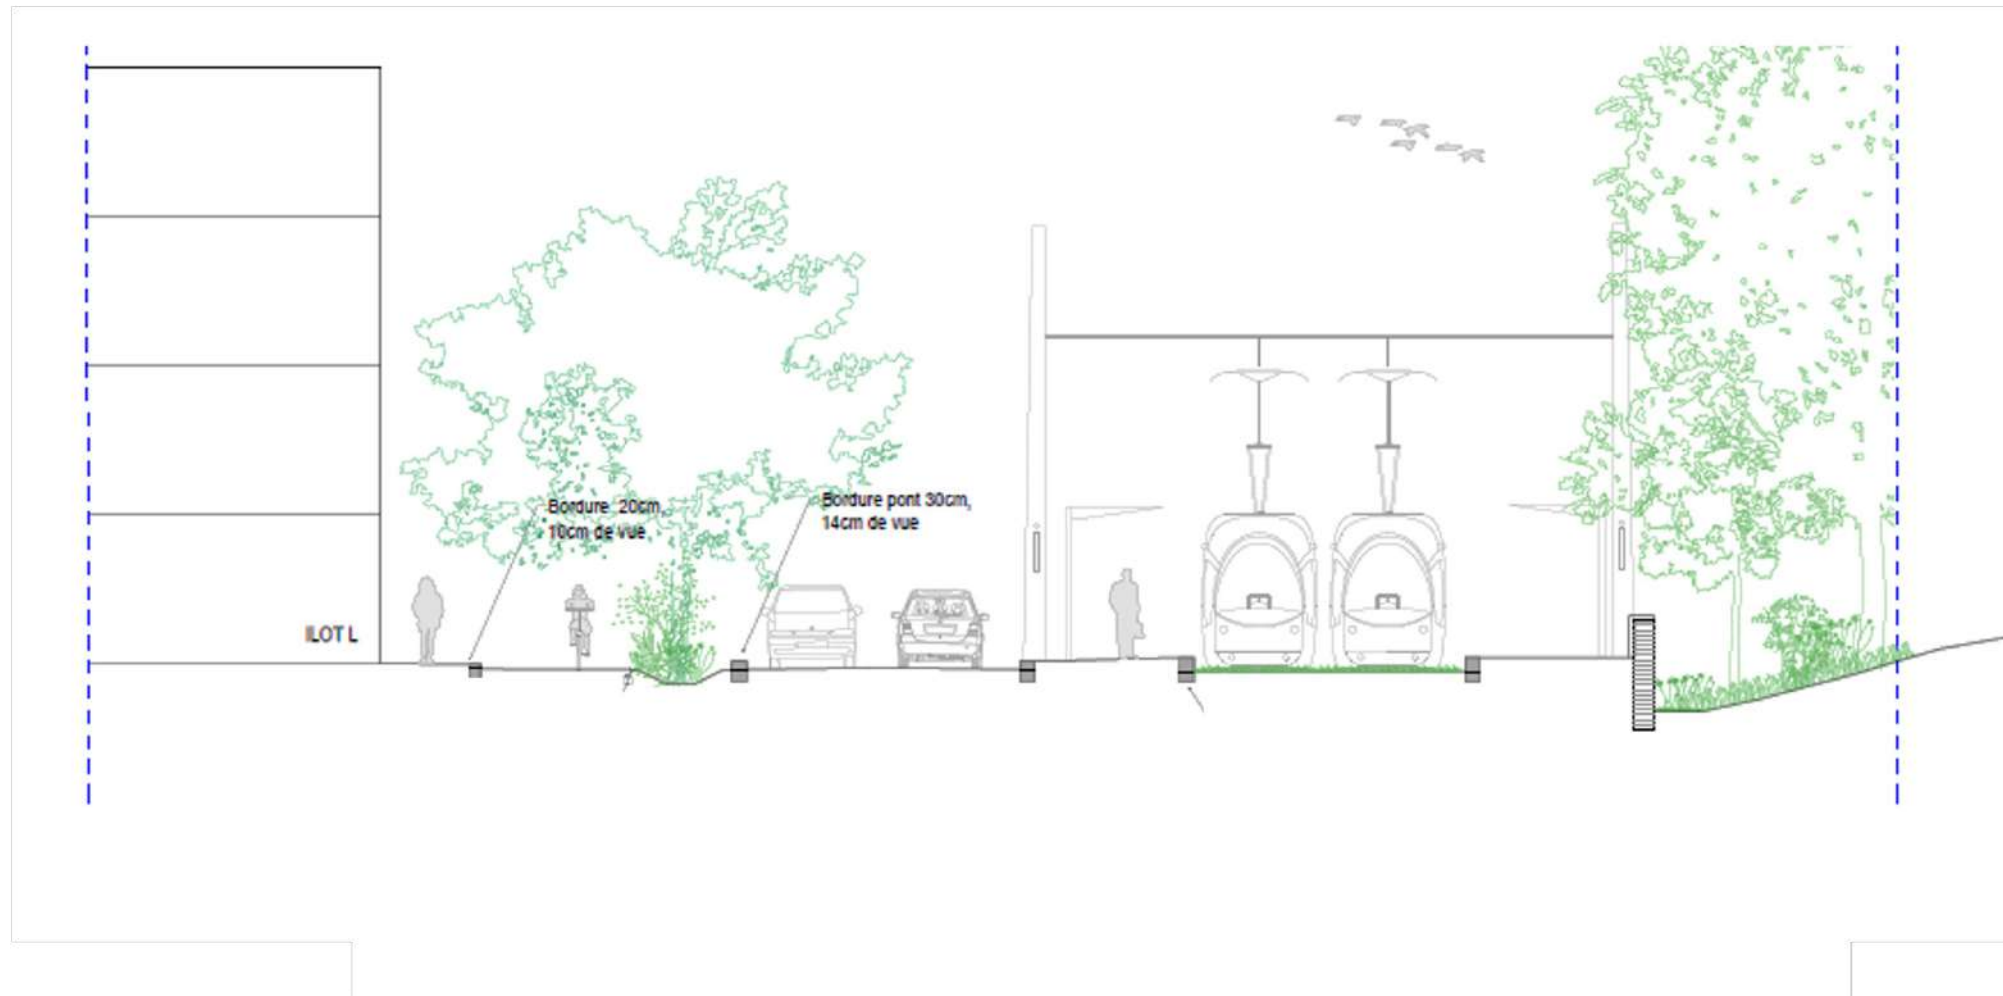 Bordure 20cm,
10cm de vue
Bordure pont 30cm,
14cm de vue
ILOT L